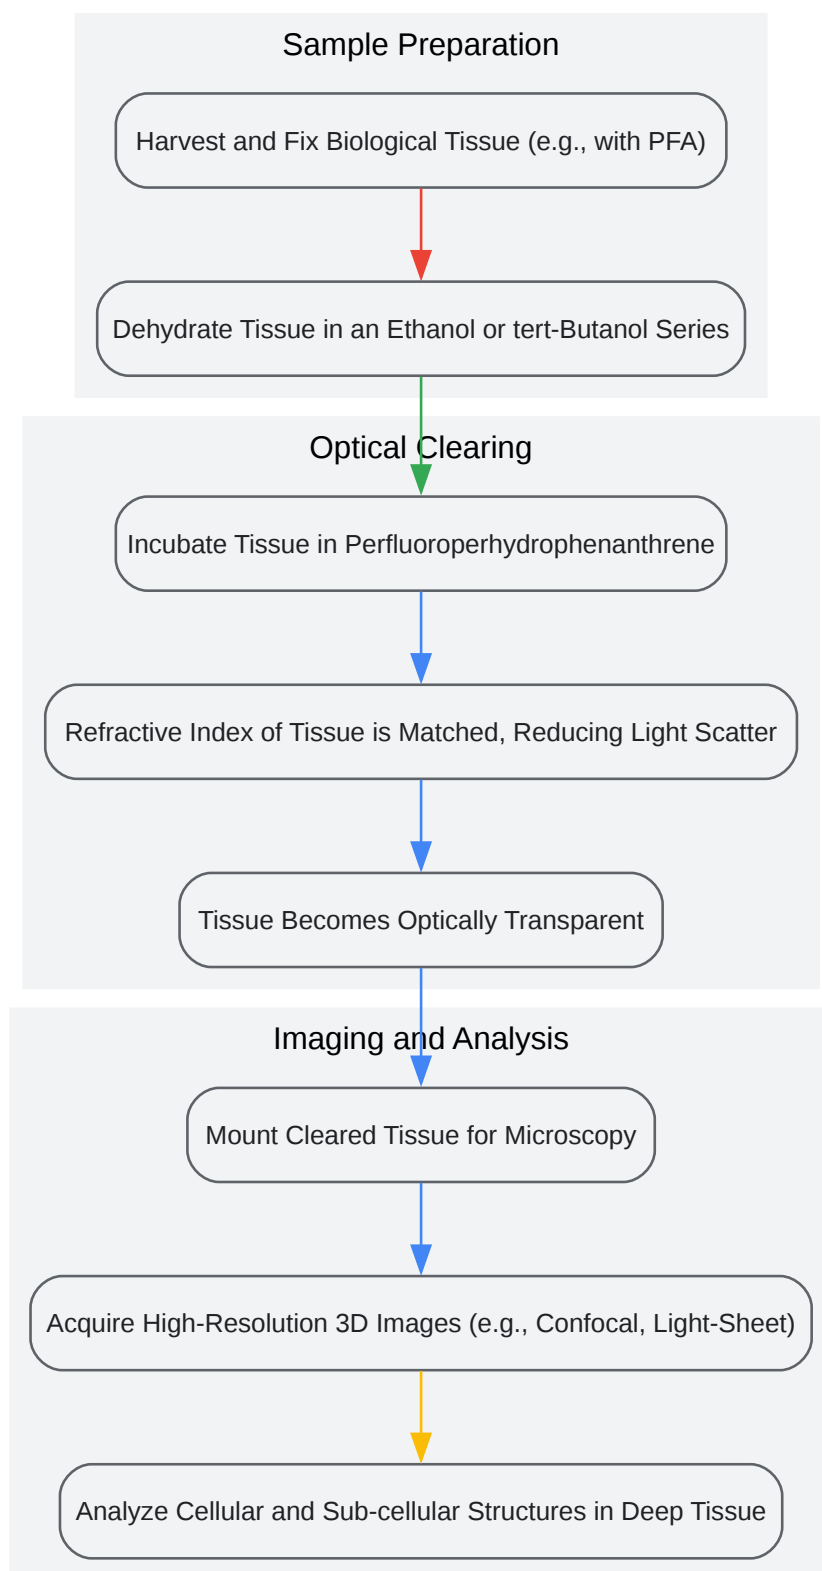 Sample Preparation
Harvest and Fix Biological Tissue (e.g., with PFA)
Dehydrate Tissue in an Ethanol or tert-Butanol Series
Optical Clearing
Incubate Tissue in Perfluoroperhydrophenanthrene
Refractive Index of Tissue is Matched, Reducing Light Scatter
Tissue Becomes Optically Transparent
Imaging and Analysis
Mount Cleared Tissue for Microscopy
Acquire High-Resolution 3D Images (e.g., Confocal, Light-Sheet)
Analyze Cellular and Sub-cellular Structures in Deep Tissue